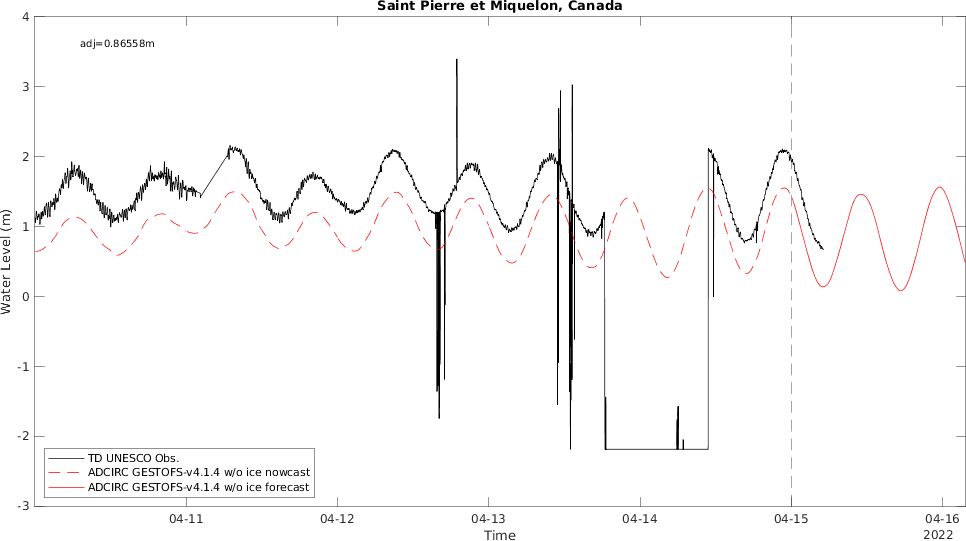 Saint Pierre et Miquelon, Canada
adj=0.86558m
4
3
2
1
0
-1
-2
-3
Water Level (m)
TD UNESCO Obs.
ADCIRC GESTOFS-v4.1.4 w/o ice nowcast
ADCIRC GESTOFS-v4.1.4 w/o ice forecast
04-11
04-12
04-13
04-14
04-15
04-16
Time
2022